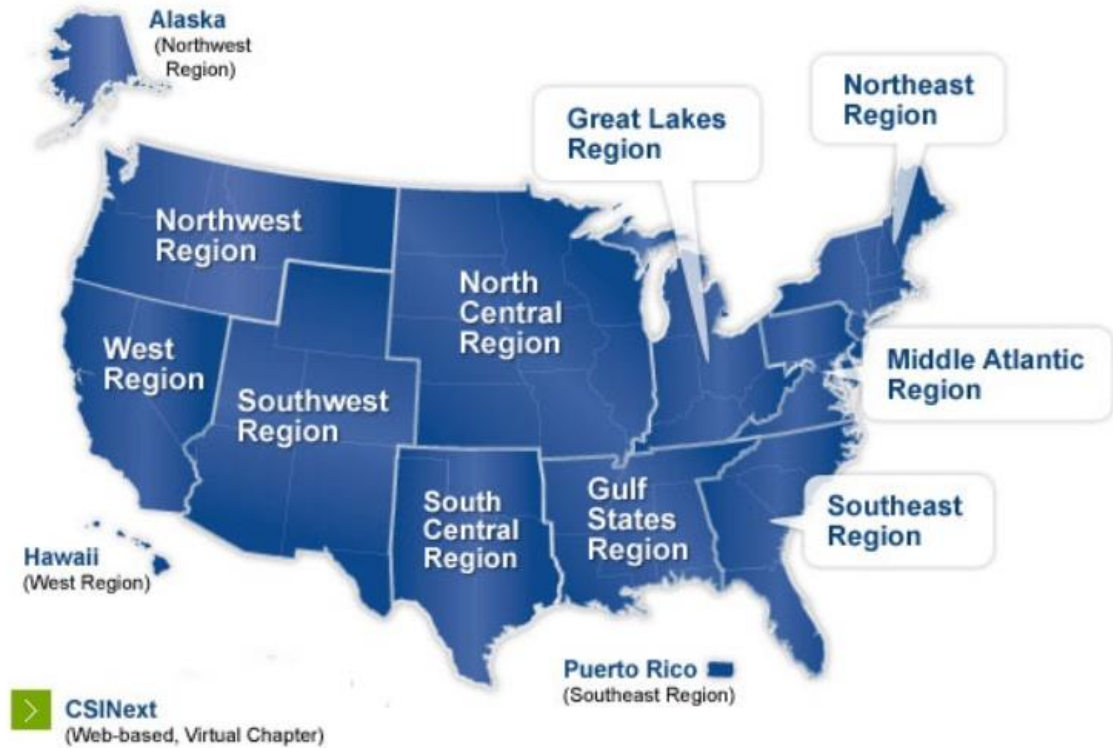 Alaska
(Northwest
Region)
Northeast
Region
Great Lakes
Region
Northwest
Region
North
Central
Region
West
Region
Middle Atlantic
Region
Southwest
Region
South
Central
Region
Gulf
States
Region
Southeast
Region
Hawaii
(West Region)
Puerto Rico
(Southeast Region)
CSINext
(Web-based, Virtual Chapter)